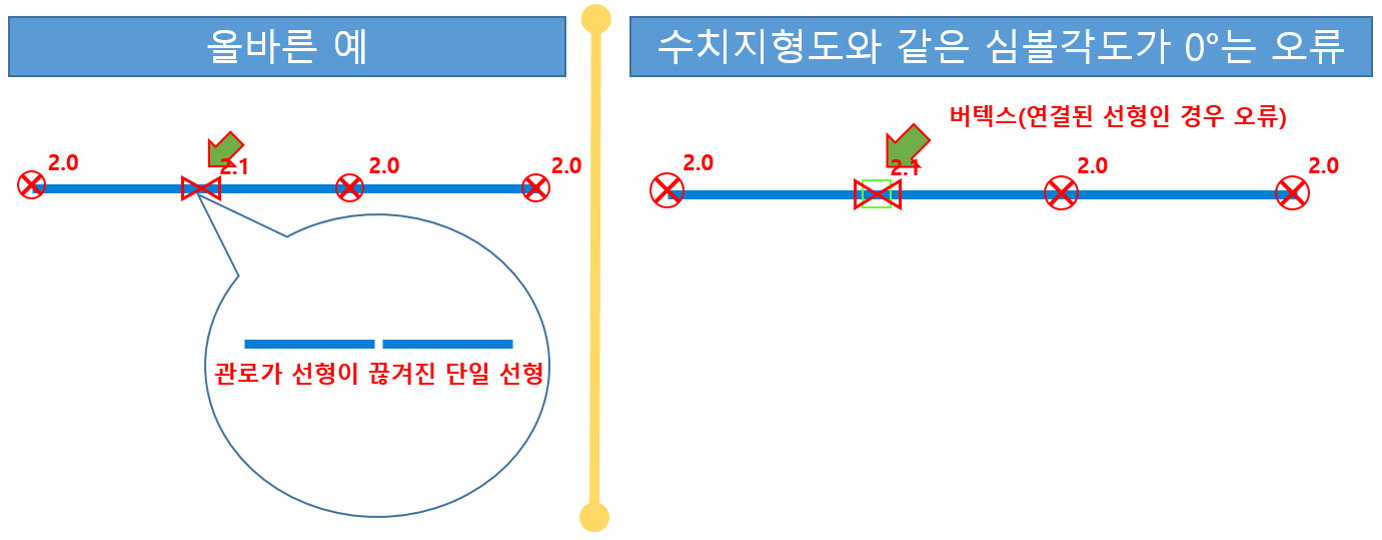 올바른 예
2.0
2.1
2.0
2.0
관로가 선형이 끊겨진 단일 선형
수치지형도와 같은 심볼각도가 0°는 오류
버텍스(연결된 선형인 경우 오류)
2.0
2.1
2.0
2.0